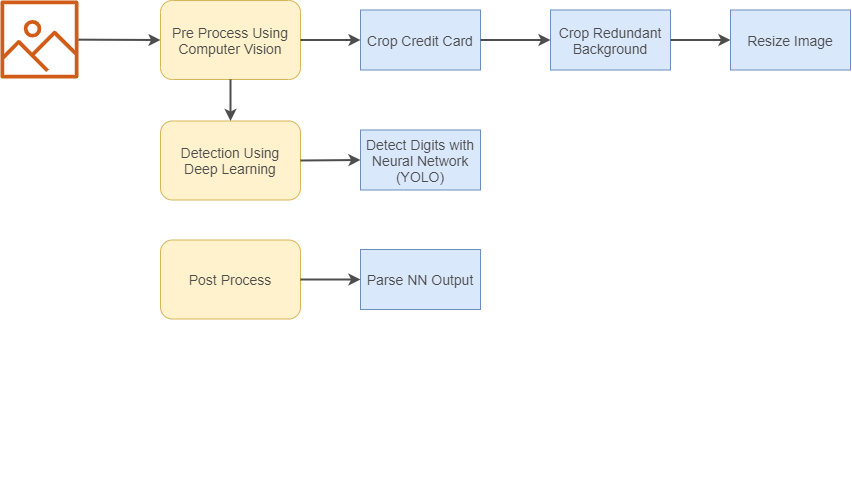 Pre Process Using
Computer Vision
Crop Credit Card
Crop Redundant
Background
Resize Image
Detection Using
Deep Learning
Detect Digits with
Neural Network
(YOLO)
Post Process
Parse NN Output